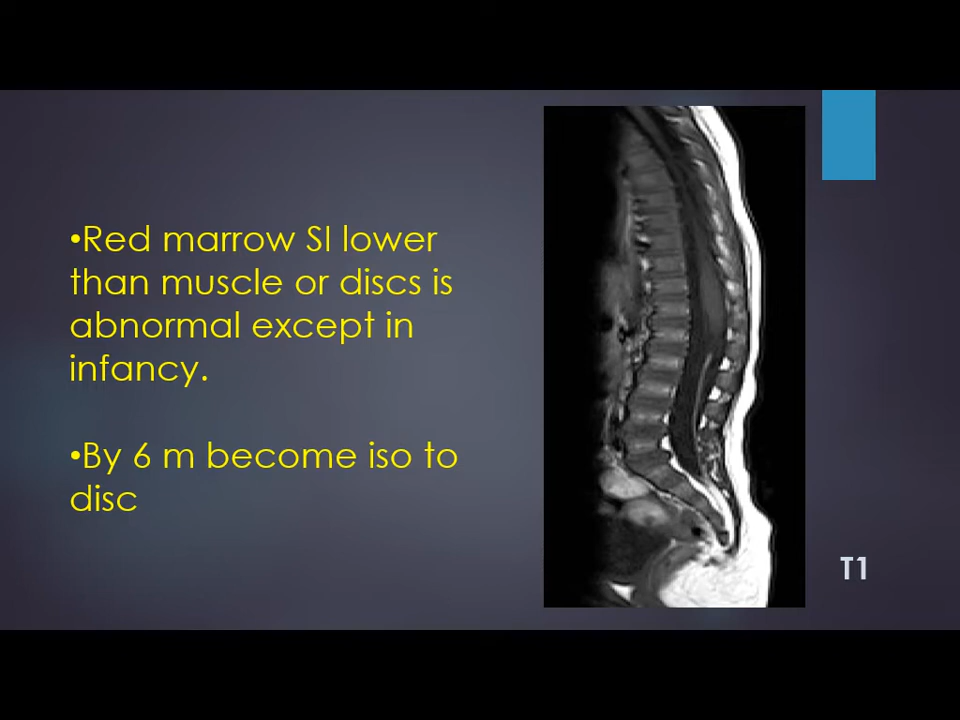 •Red marrow SI lower
than muscle or discs is
abnormal except in
infancy.
•By 6 m become iso to
disc
T1